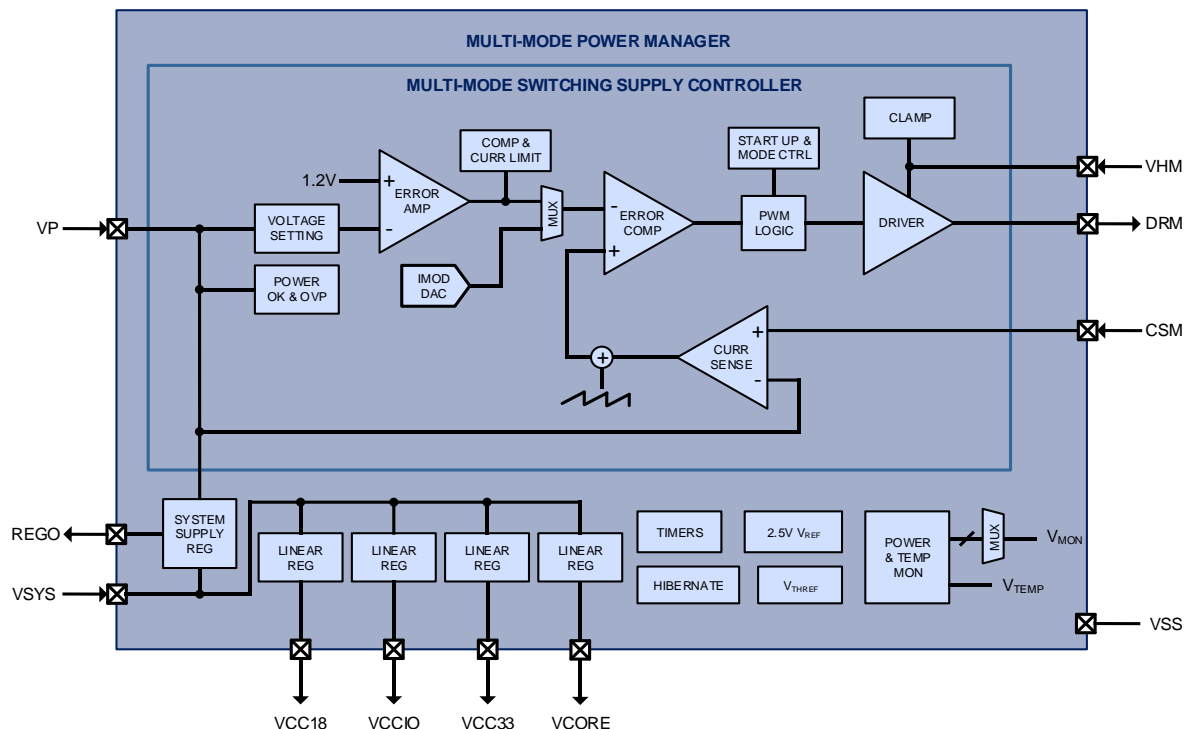 MULTI-MODE POWER MANAGER
MULTI-MODE SWITCHING SUPPLY CONTROLLER
CLAMP
COMP &
CURR LIMIT
START UP &
MODE CTRL
VHM
1.2V
+
ERROR
AMP
-
MUX
-
ERROR
COMP
+
PWM
LOGIC
DRIVER
DRM
VP
VOLTAGE
SETTING
POWER
OK & OVP
IMOD
DAC
+
CURR
SENSE
-
CSM
+
REGO
SYSTEM
SUPPLY
REG
VSYS
LINEAR
REG
LINEAR
REG
LINEAR
REG
LINEAR
REG
TIMERS
2.5V VREF
HIBERNATE
VTHREF
POWER
& TEMP
MON
MUX
VMON
VTEMP
VSS
VCC18
VCCIO
VCC33
VCORE